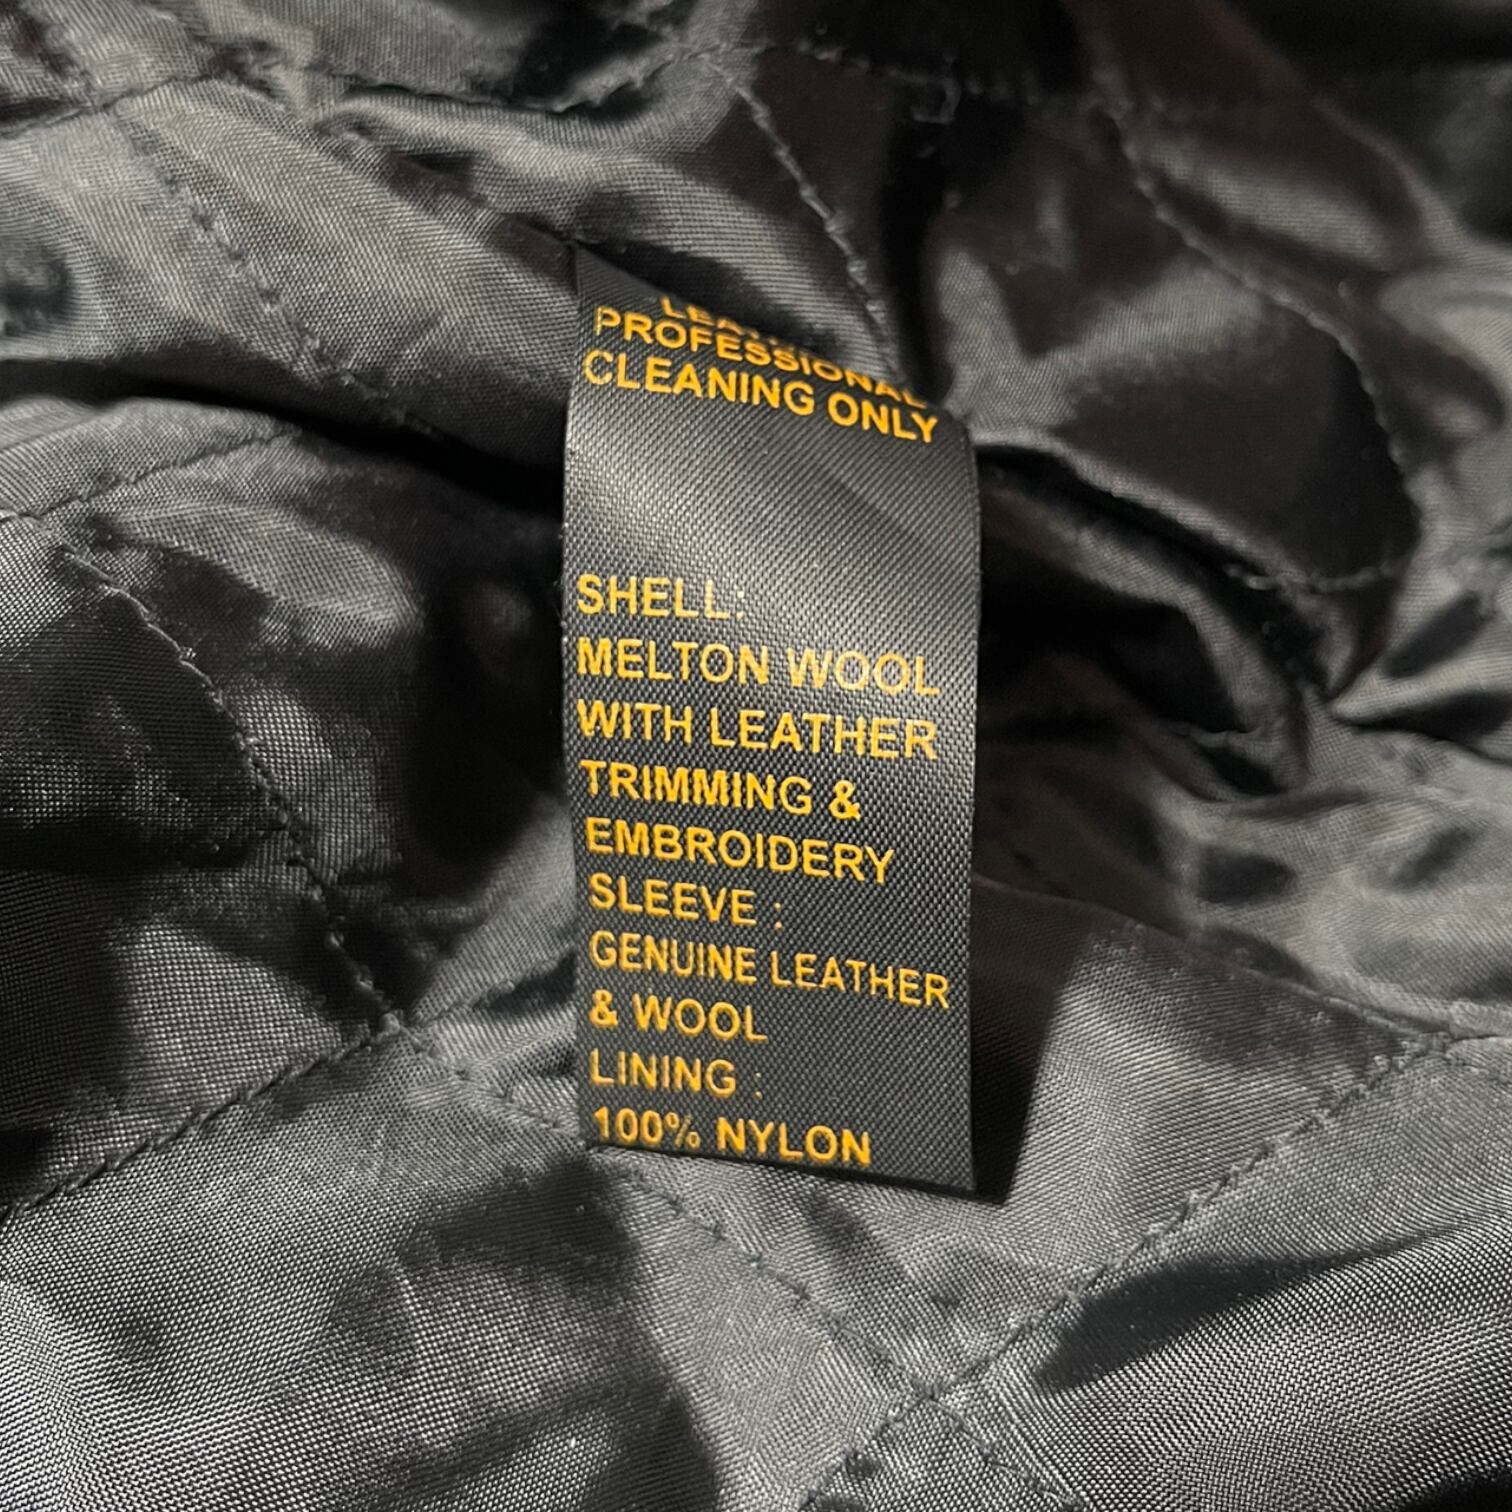 PROFESSIONAL
CLEANING ONLY
SHELL:
MELTON WOOL
WITH LEATHER
TRIMMING &
EMBROIDERY
SLEEVE :
GENUINE LEATHER
& WOOL
LINING :
100% NYLON